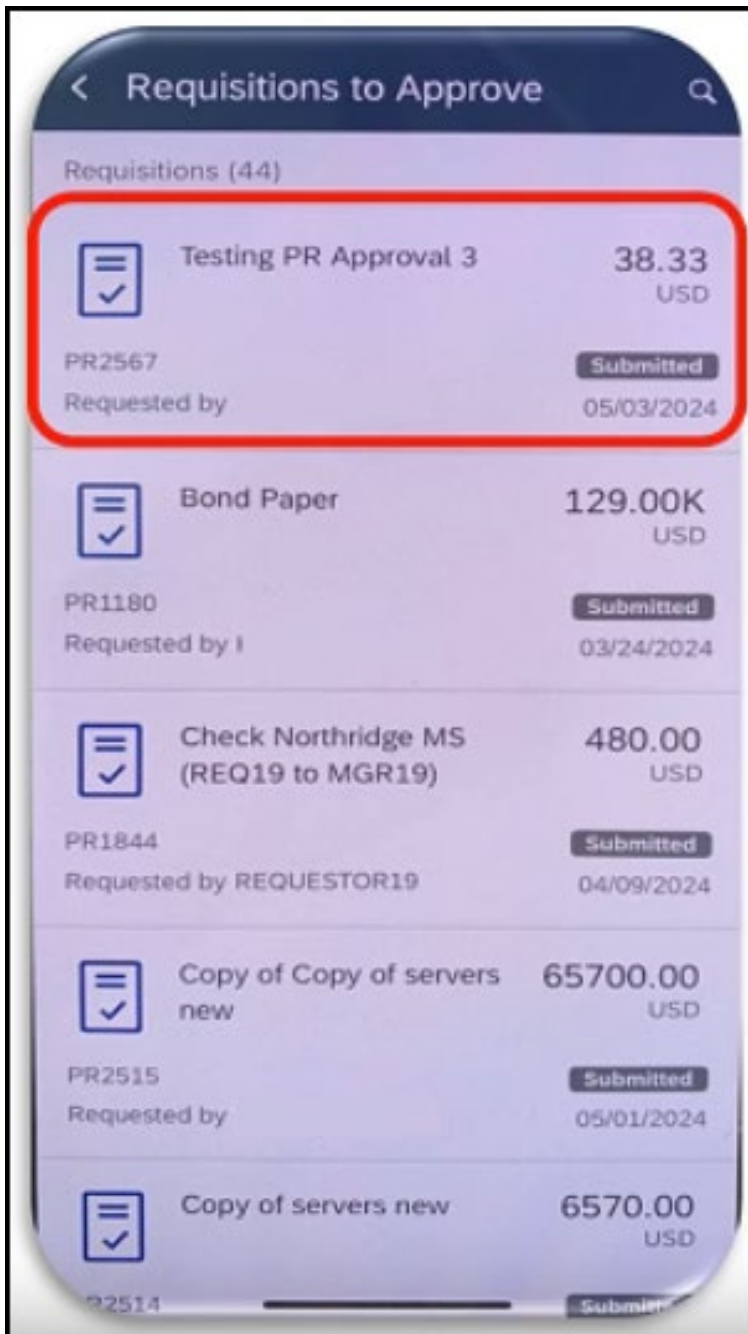 Requisitions to Approve
Requisitions (44)
Testing PR Approval 3 38.33
USD
PR2567 Submitted
Requested by 05/03/2024
Bond Paper 129.00K
USD
PR1180 Submitted
Requested by I 03/24/2024
Check Northridge MS 480.00
(REQ19 to MGR19) USD
PR1844 Submitted
Requested by REQUESTOR19 04/09/2024
Copy of Copy of servers 65700.00
new USD
PR2515 Submitted
Requested by 05/01/2024
Copy of servers new 6570.00
USD
PR2514 Submitted